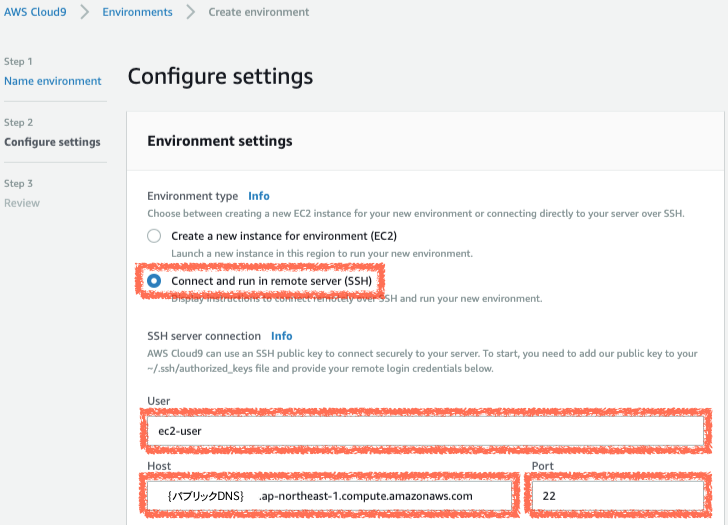 AWS Cloud9 > Environments > Create environment
Step 1
Name environment
Step 2
Configure settings
Step 3
Review
Configure settings
Environment settings
Environment type Info
Choose between creating a new EC2 instance for your new environment or connecting directly to your server over SSH.
Create a new instance for environment (EC2)
Launch a new instance in this region to run your new environment.
Connect and run in remote server (SSH)
Display instructions to connect remotely over SSH and run your new environment.
SSH server connection Info
AWS Cloud9 can use an SSH public key to connect securely to your server. To start, you need to add our public key to your
~/.ssh/authorized_keys file and provide your remote login credentials below.
User
ec2-user
Host Port
{パブリックDNS} .ap-northeast-1.compute.amazonaws.com 22